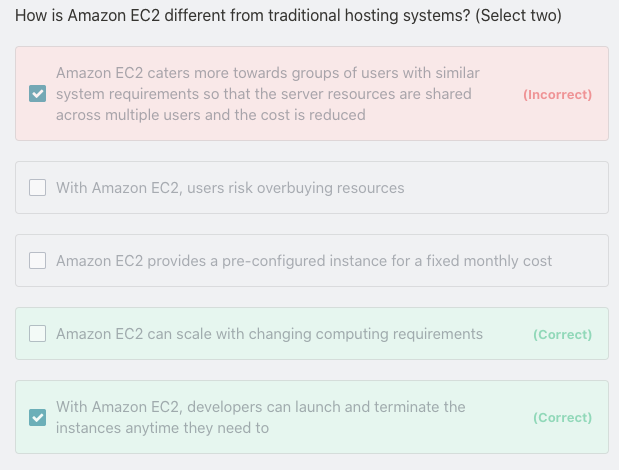 How is Amazon EC2 different from traditional hosting systems? (Select two)
Amazon EC2 caters more towards groups of users with similar
system requirements so that the server resources are shared
across multiple users and the cost is reduced
(Incorrect)
With Amazon EC2, users risk overbuying resources
Amazon EC2 provides a pre-configured instance for a fixed monthly cost
Amazon EC2 can scale with changing computing requirements
(Correct)
With Amazon EC2, developers can launch and terminate the
instances anytime they need to
(Correct)